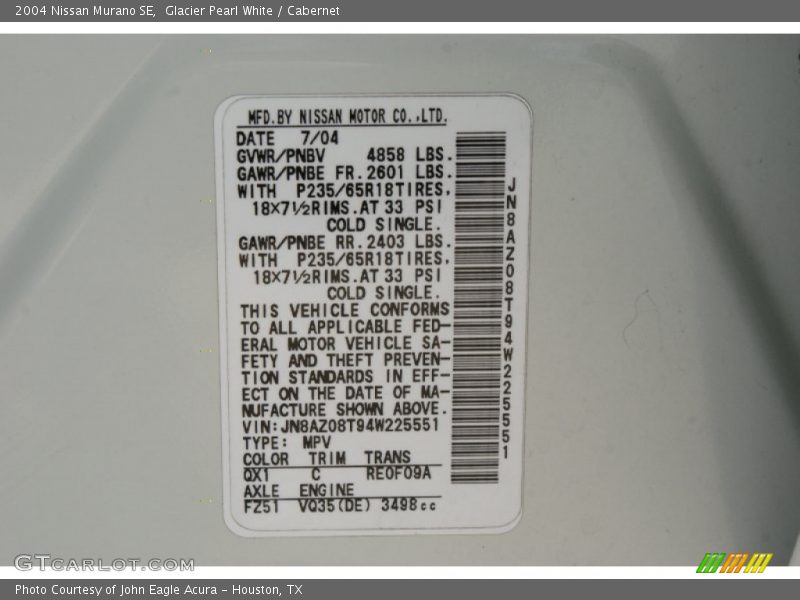 2004 Nissan Murano SE,  Glacier Pearl White / Cabernet
MFD.BY NISSAN MOTOR CO.,LTD.
DATE 7/04
GVWR/PNBV 4858 LBS.
GAWR/PNBE FR.2601 LBS.
WITH P235/65R18TIRES,
18×7½RIMS.AT 33 PSI
COLD SINGLE.
GAWR/PNBE RR.2403 LBS.
WITH P235/65R18TIRES,
18×7½RIMS.AT 33 PSI
COLD SINGLE.
THIS VEHICLE CONFORMS
TO ALL APPLICABLE FED-
ERAL MOTOR VEHICLE SA-
FETY AND THEFT PREVEN-
TION STANDARDS IN EFF-
ECT ON THE DATE OF MA-
NUFACTURE SHOWN ABOVE.
VIN:JN8AZ08T94W225551
TYPE: MPV
COLOR TRIM TRANS
QX1 C RE0F09A
AXLE ENGINE
FZ51 VQ35(DE) 3498cc
JN8AZ08T94W225551
GTCarLot.com
Photo Courtesy of John Eagle Acura - Houston, TX